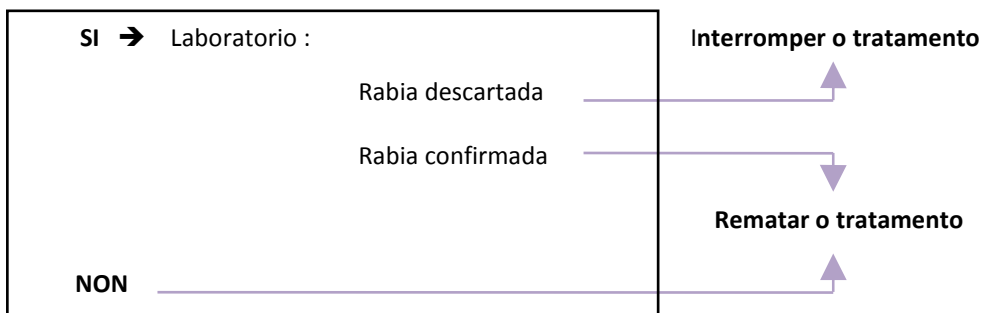 SI ➔ Laboratorio : Interromper o tratamento
Rabia descartada
Rabia confirmada
Rematar o tratamento
NON